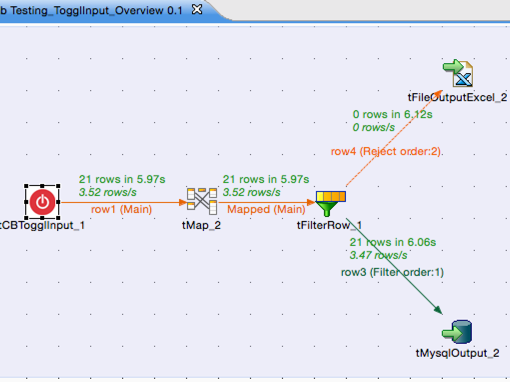 b Testing_TogglInput_Overview 0.1
tFileOutputExcel_2
0 rows in 6.12s
0 rows/s
row4 (Reject order:2)
21 rows in 5.97s
3.52 rows/s
row1 (Main)
21 rows in 5.97s
3.52 rows/s
Mapped (Main)
tCBTogglInput_1
tMap_2
tFilterRow_1
21 rows in 6.06s
3.47 rows/s
row3 (Filter order:1)
tMysqlOutput_2